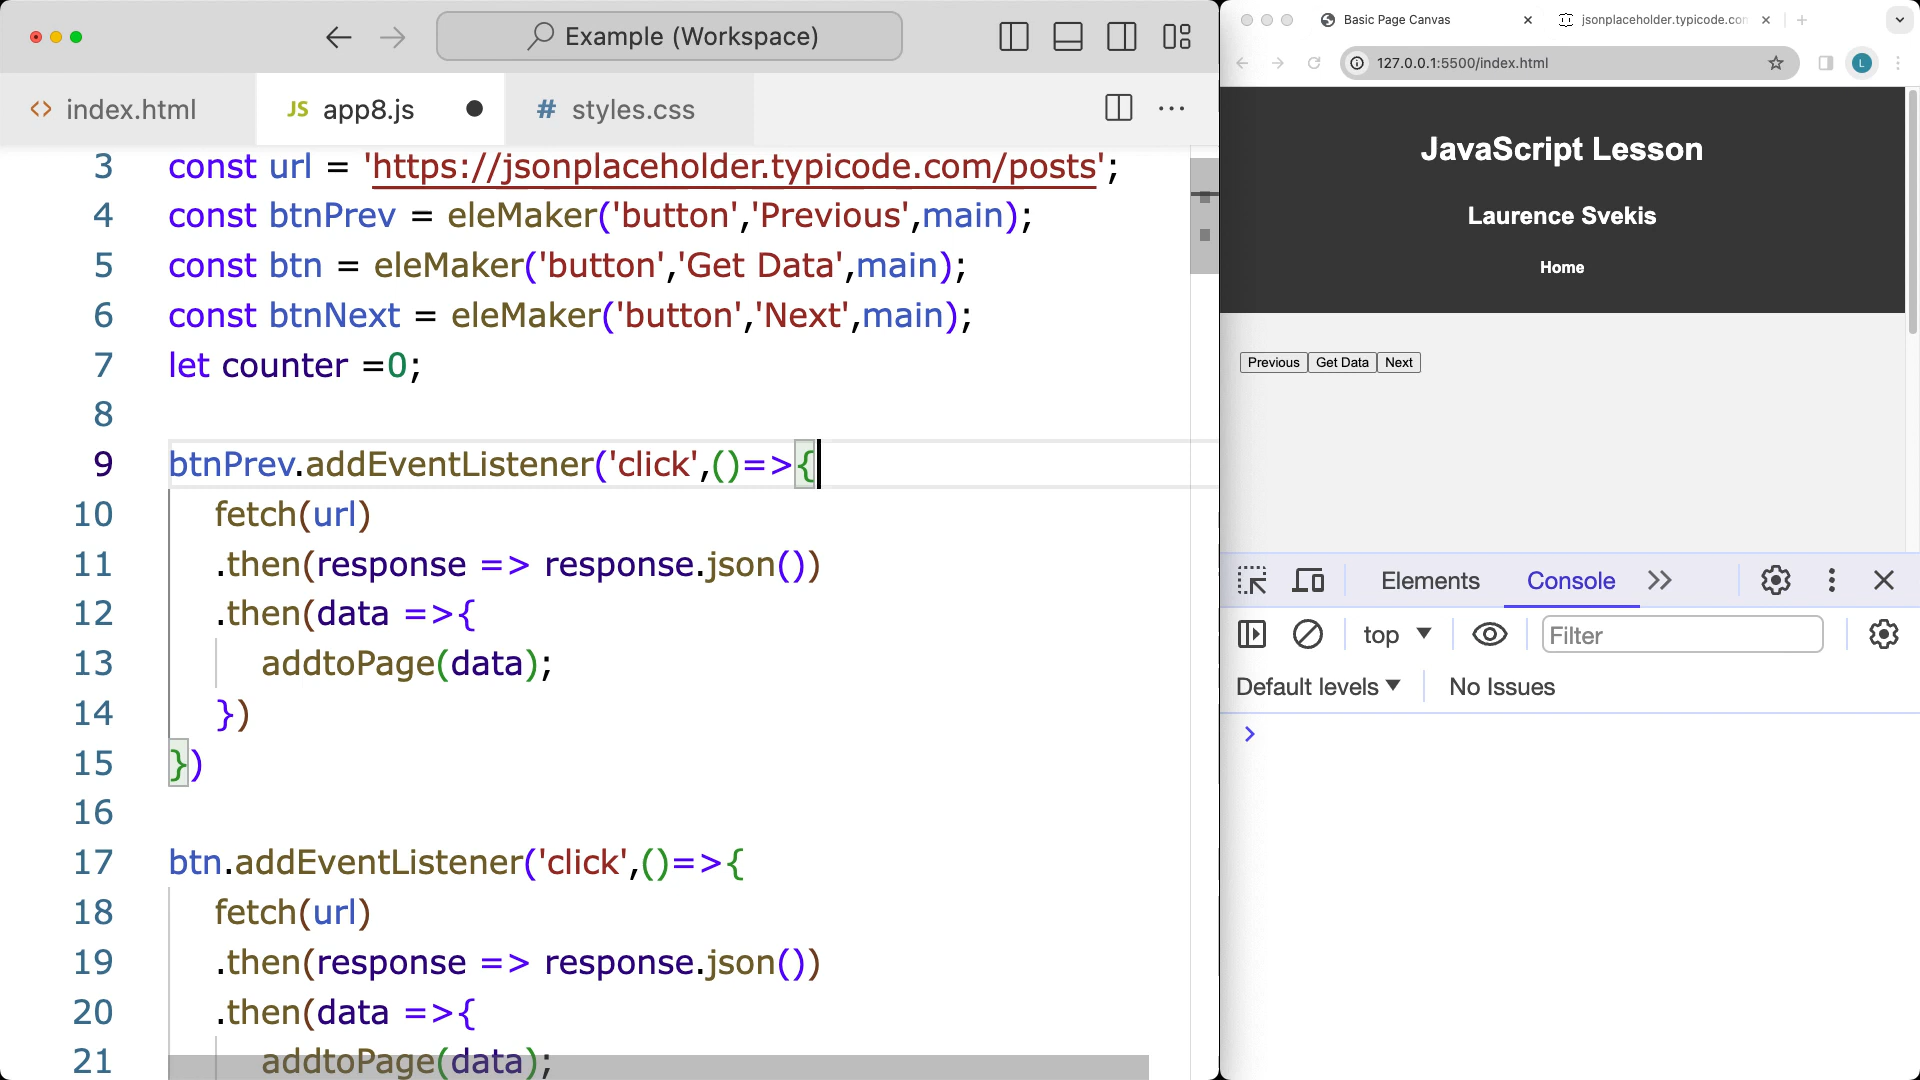 Example (Workspace)
<> index.html
JS app8.js
# styles.css
3 const url = 'https://jsonplaceholder.typicode.com/posts';
4 const btnPrev = eleMaker('button','Previous',main);
5 const btn = eleMaker('button','Get Data',main);
6 const btnNext = eleMaker('button','Next',main);
7 let counter =0;
8
9 btnPrev.addEventListener('click',()=>{
10 fetch(url)
11 .then(response => response.json())
12 .then(data =>{
13 addtoPage(data);
14 })
15 })
16
17 btn.addEventListener('click',()=>{
18 fetch(url)
19 .then(response => response.json())
20 .then(data =>{
21 addtoPage(data);
Basic Page Canvas
jsonplaceholder.typicode.com
127.0.0.1:5500/index.html
L
JavaScript Lesson
Laurence Svekis
Home
Previous Get Data Next
Elements Console
top Filter
Default levels No Issues